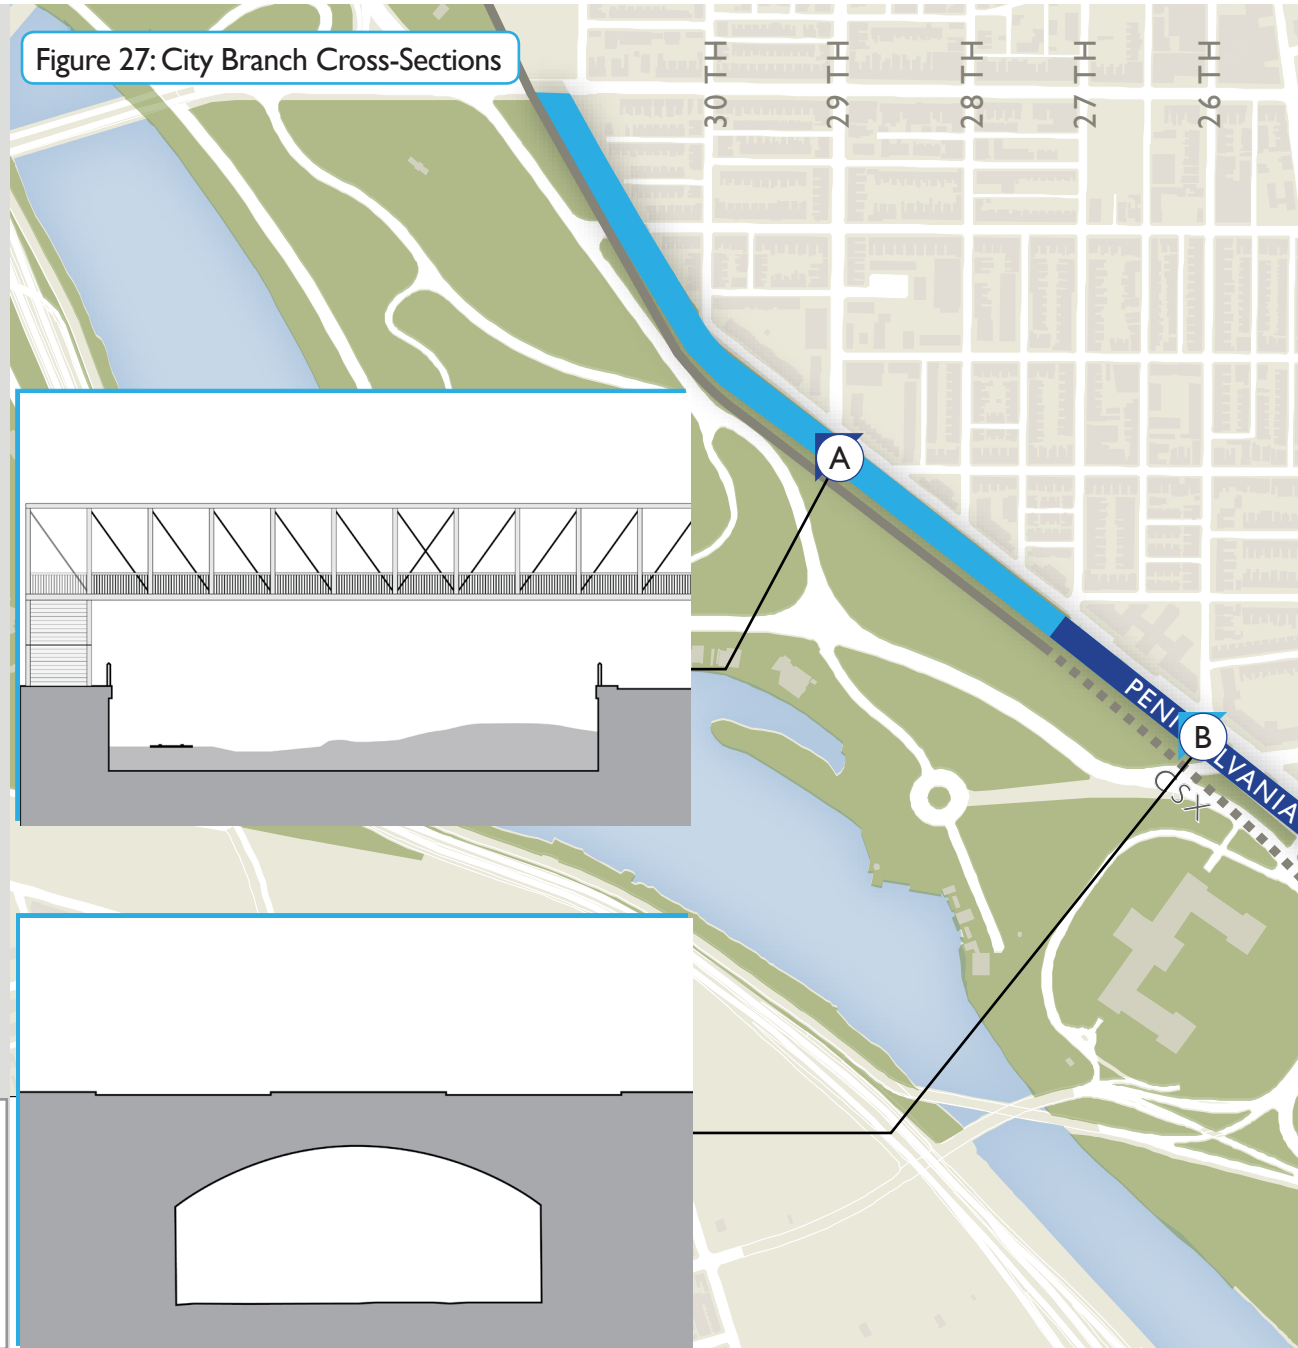 Figure 27: City Branch Cross-Sections
30 TH
29 TH
28 TH
27 TH
26 TH
A
PENN
B
LVANIA
CSX